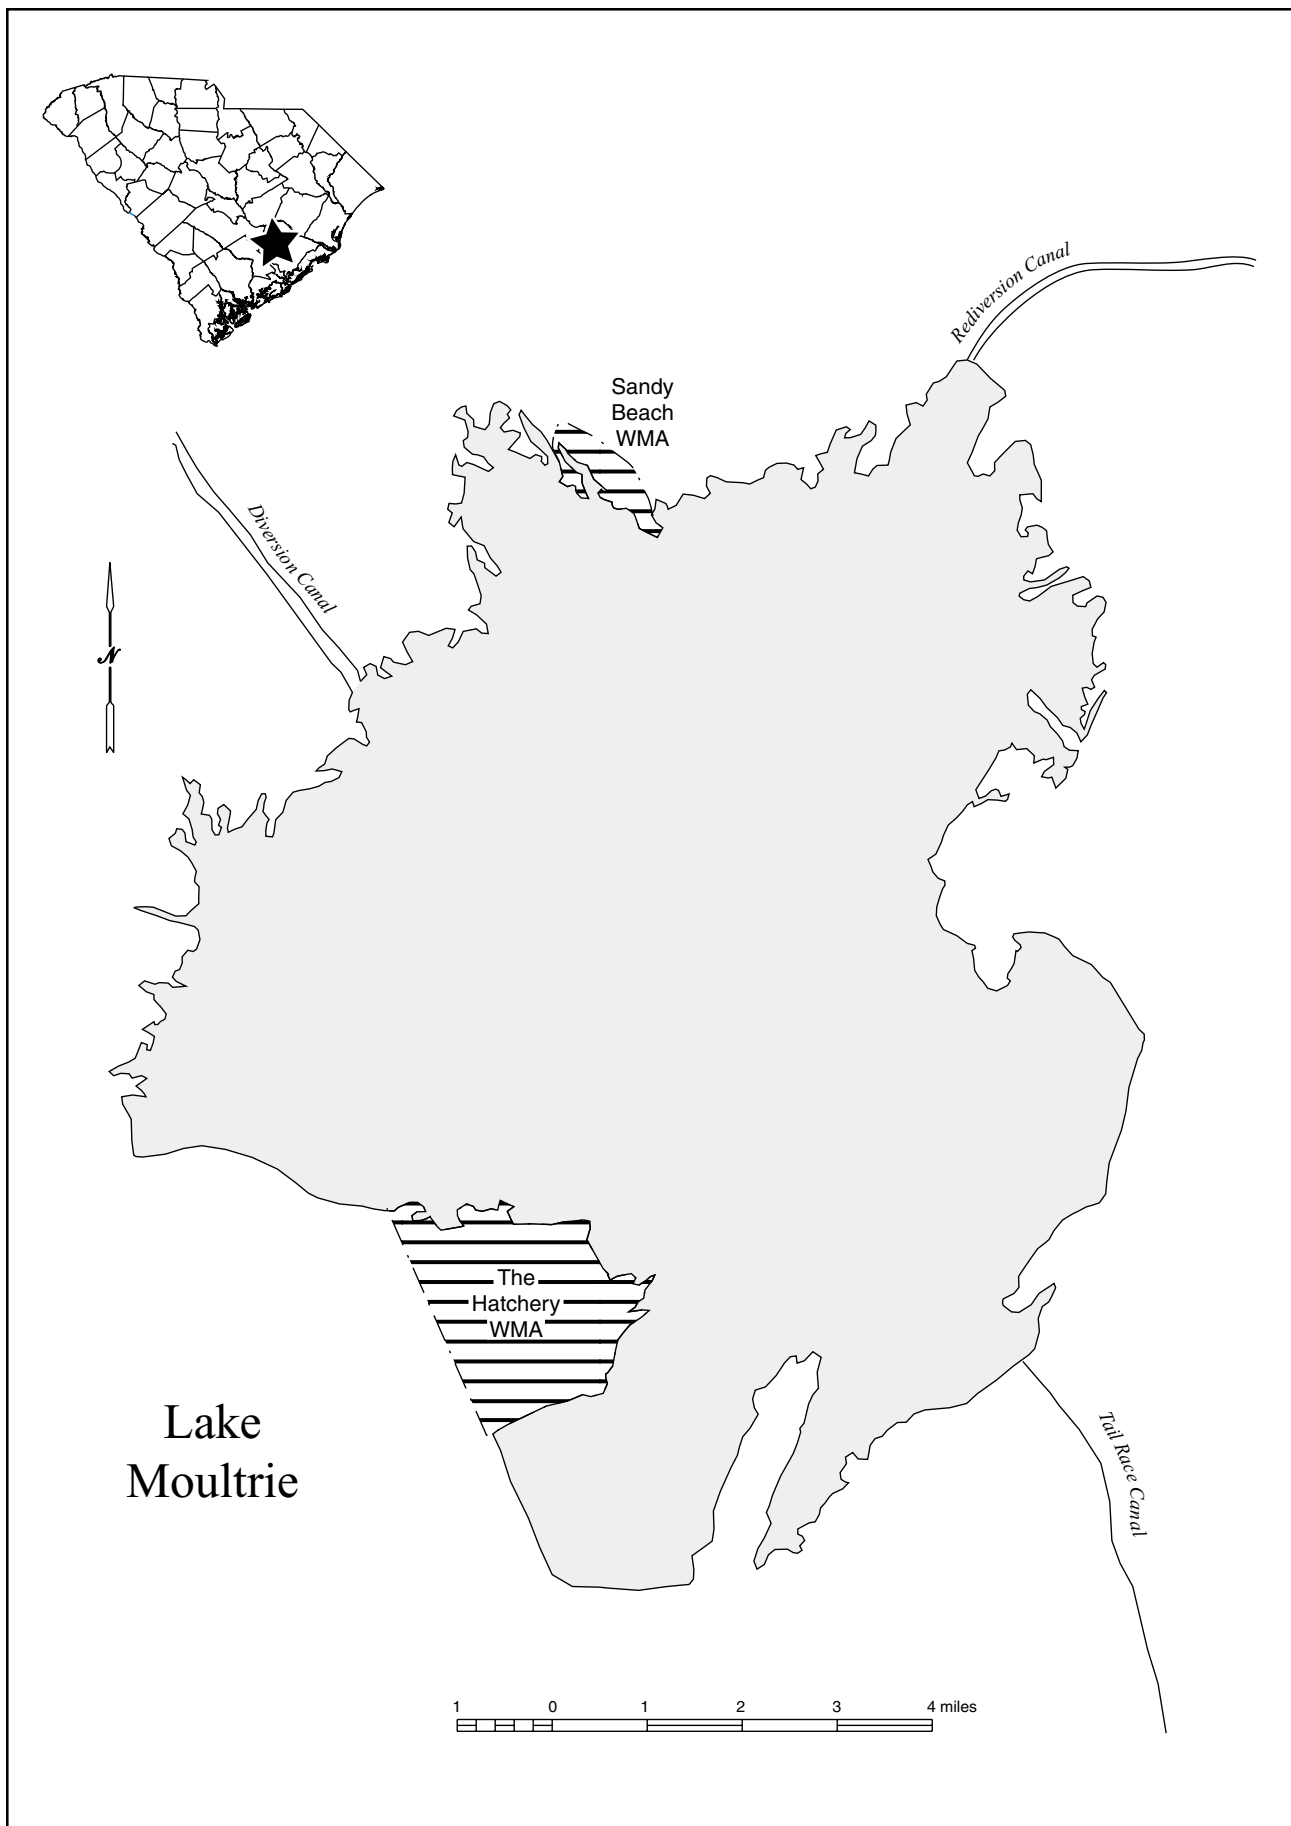 Rediversion Canal
Sandy
Beach
WMA
Diversion Canal
N
The
Hatchery
WMA
Lake
Moultrie
Tail Race Canal
1 0 1 2 3 4 miles